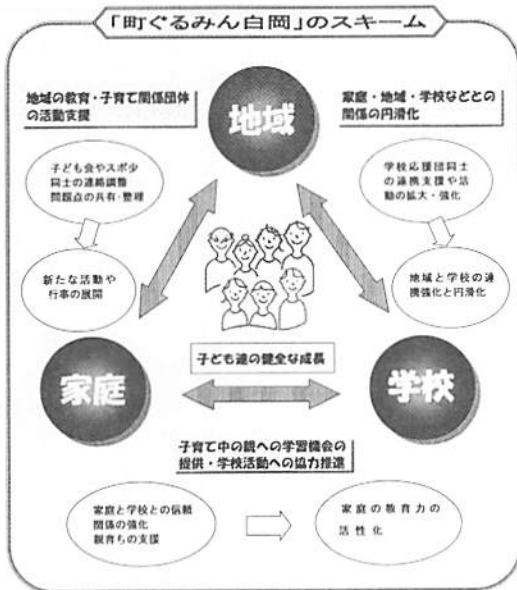 「町ぐるみん白岡」のスキーム
地域の教育・子育て関係団体
の活動支援
家庭・地域・学校などとの
関係の円滑化
地域
子ども会やスポ少
同士の連絡調整
問題点の共有・整理
学校応援団同士
の連携支援や活
動の拡大・強化
新たな活動や
行事の展開
地域と学校の連
携強化と円滑化
子ども達の健全な成長
家庭
学校
子育て中の親への学習機会の
提供・学校活動への協力推進
家庭と学校との信頼
関係の強化
親育ちの支援
家庭の教育力の
活性化